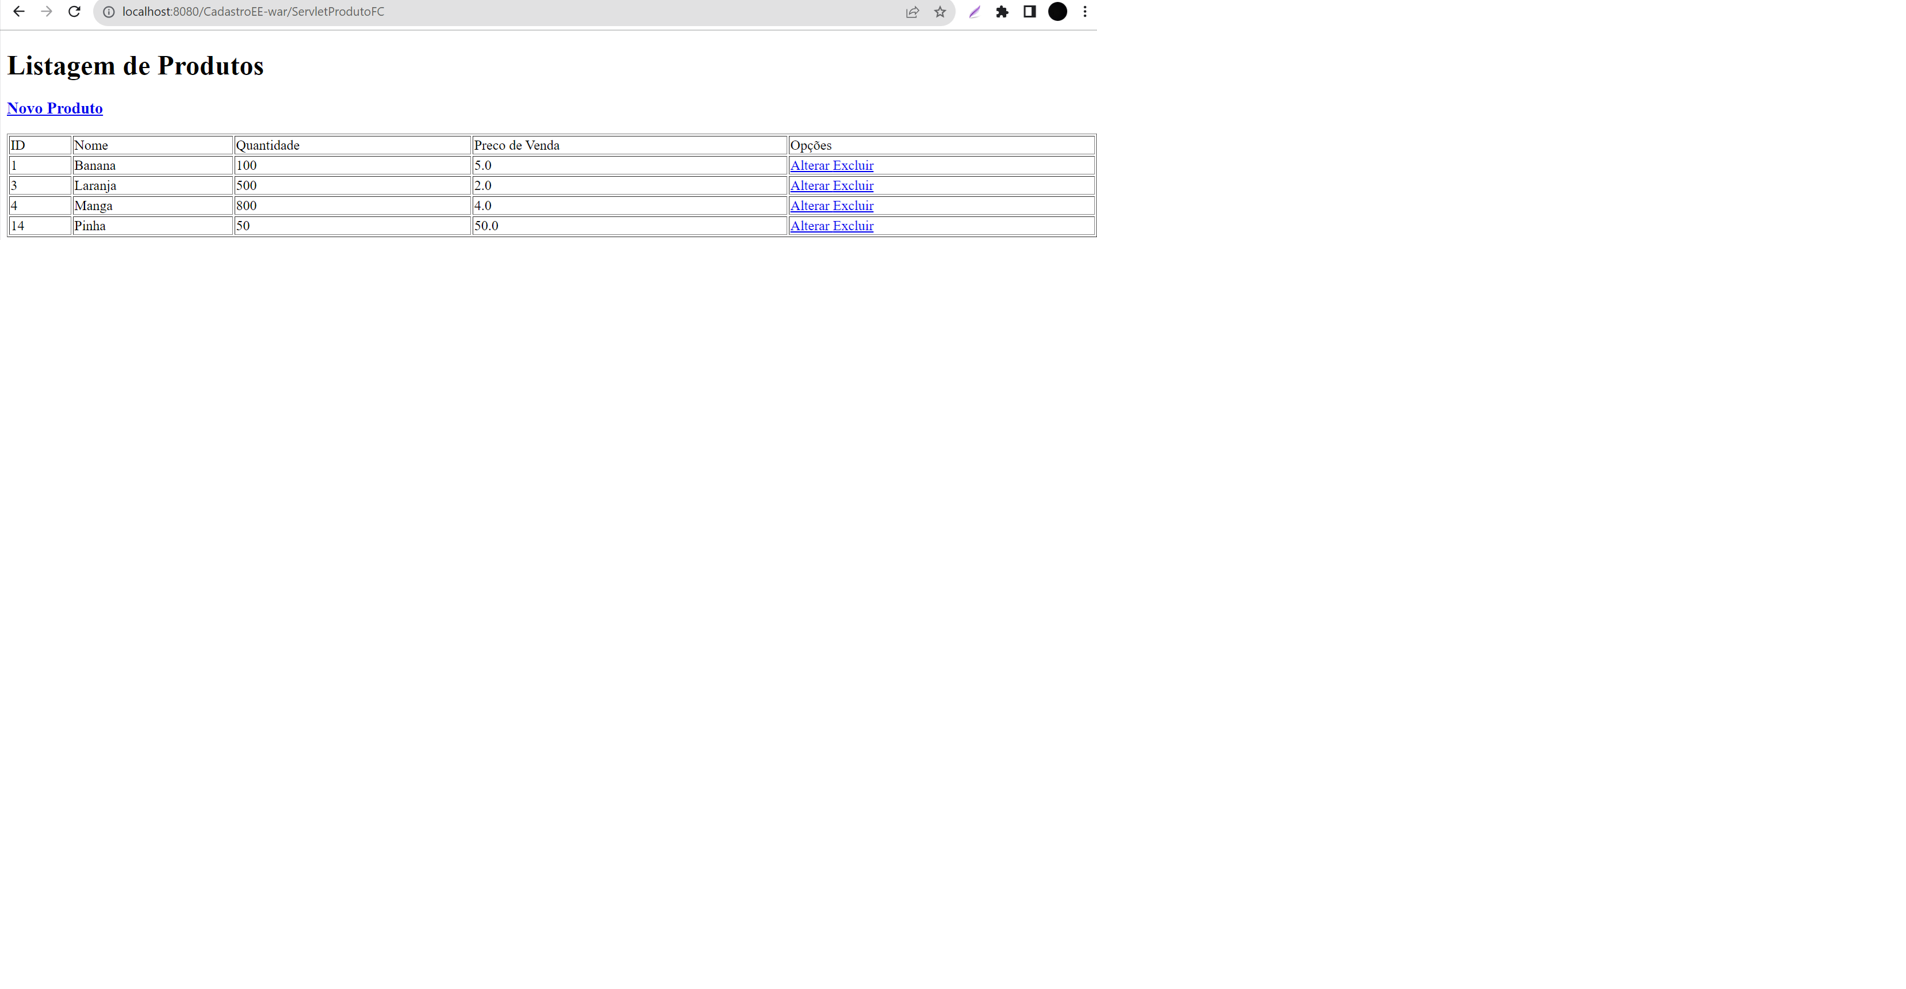 localhost:8080/CadastroEE-war/ServletProdutoFC
Listagem de Produtos
Novo Produto
ID Nome Quantidade Preco de Venda Opções
1 Banana 100 5.0 Alterar Excluir
3 Laranja 500 2.0 Alterar Excluir
4 Manga 800 4.0 Alterar Excluir
14 Pinha 50 50.0 Alterar Excluir